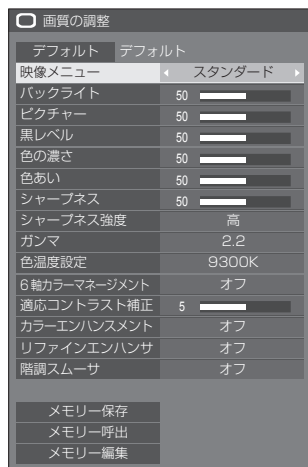 画質の調整
デフォルト デフォルト
映像メニュー スタンダード
バックライト 50
ピクチャー 50
黒レベル 50
色の濃さ 50
色あい 50
シャープネス 50
シャープネス強度 高
ガンマ 2.2
色温度設定 9300K
6軸カラーマネージメント オフ
適応コントラスト補正 5
カラーエンハンスメント オフ
リファインエンハンサ オフ
階調スムーサ オフ
メモリー保存
メモリー呼出
メモリー編集